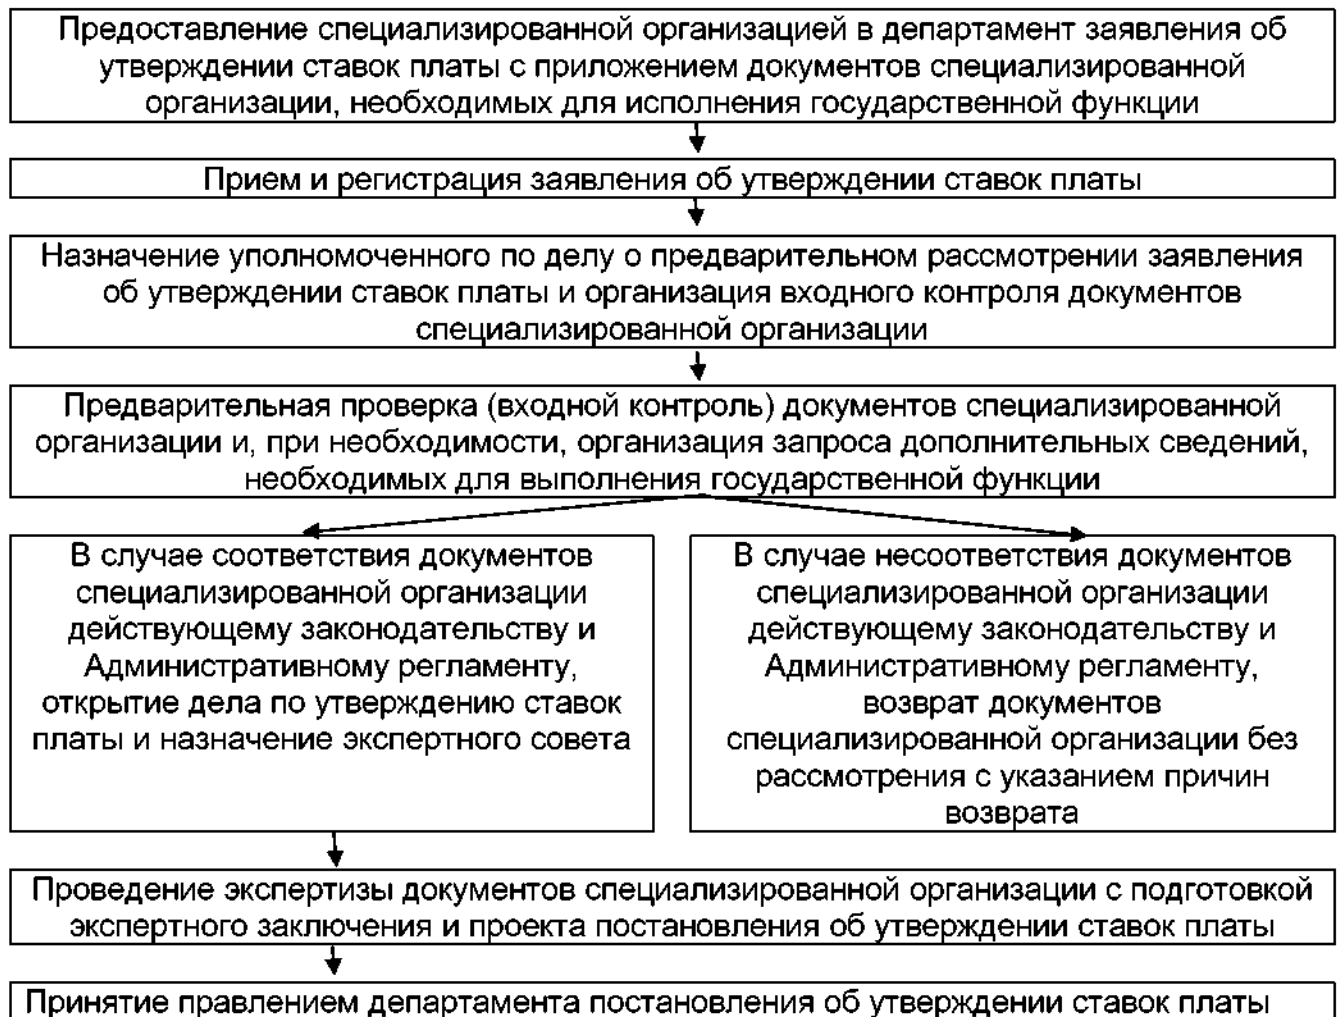 Предоставление специализированной организацией в департамент заявления об
утверждении ставок платы с приложением документов специализированной
организации, необходимых для исполнения государственной функции
Прием и регистрация заявления об утверждении ставок платы
Назначение уполномоченного по делу о предварительном рассмотрении заявления
об утверждении ставок платы и организация входного контроля документов
специализированной организации
Предварительная проверка (входной контроль) документов специализированной
организации и, при необходимости, организация запроса дополнительных сведений,
необходимых для выполнения государственной функции
В случае соответствия документов
специализированной организации
действующему законодательству и
Административному регламенту,
открытие дела по утверждению ставок
платы и назначение экспертного совета
В случае несоответствия документов
специализированной организации
действующему законодательству и
Административному регламенту,
возврат документов
специализированной организации без
рассмотрения с указанием причин
возврата
Проведение экспертизы документов специализированной организации с подготовкой
экспертного заключения и проекта постановления об утверждении ставок платы
Принятие правлением департамента постановления об утверждении ставок платы